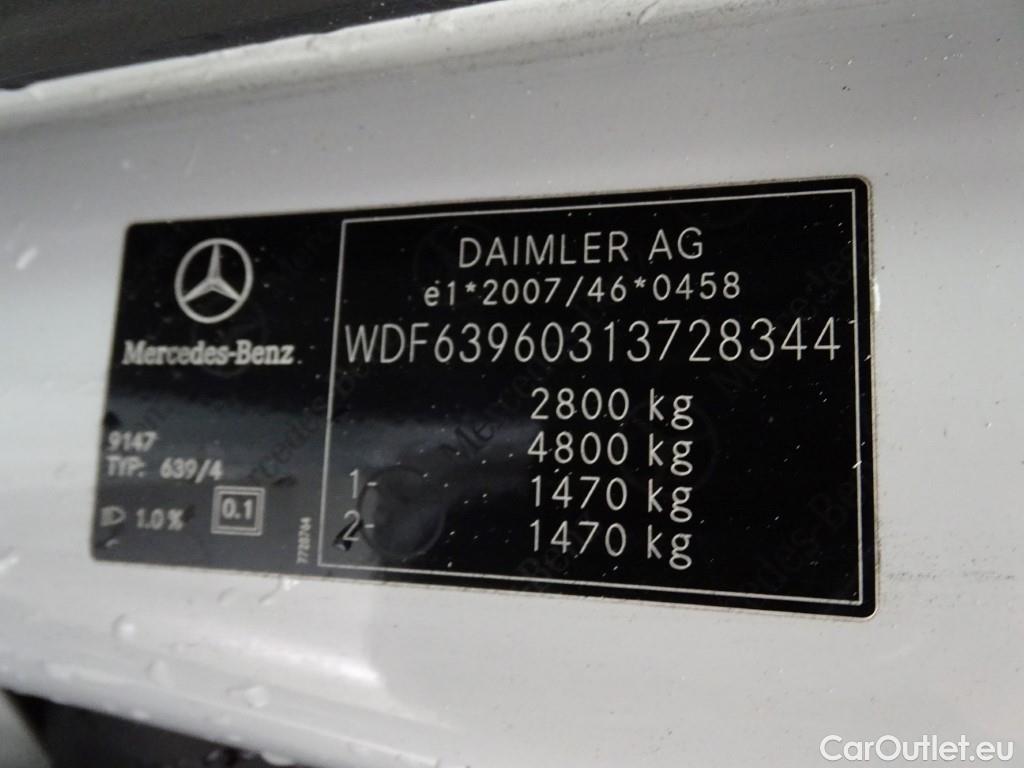 Mercedes-Benz
9147
TYP: 639/4
1.0 %
0.1
7728764
DAIMLER AG
e1*2007/46*0458
WDF63960313728344
2800 kg
4800 kg
1- 1470 kg
2- 1470 kg
CarOutlet.eu